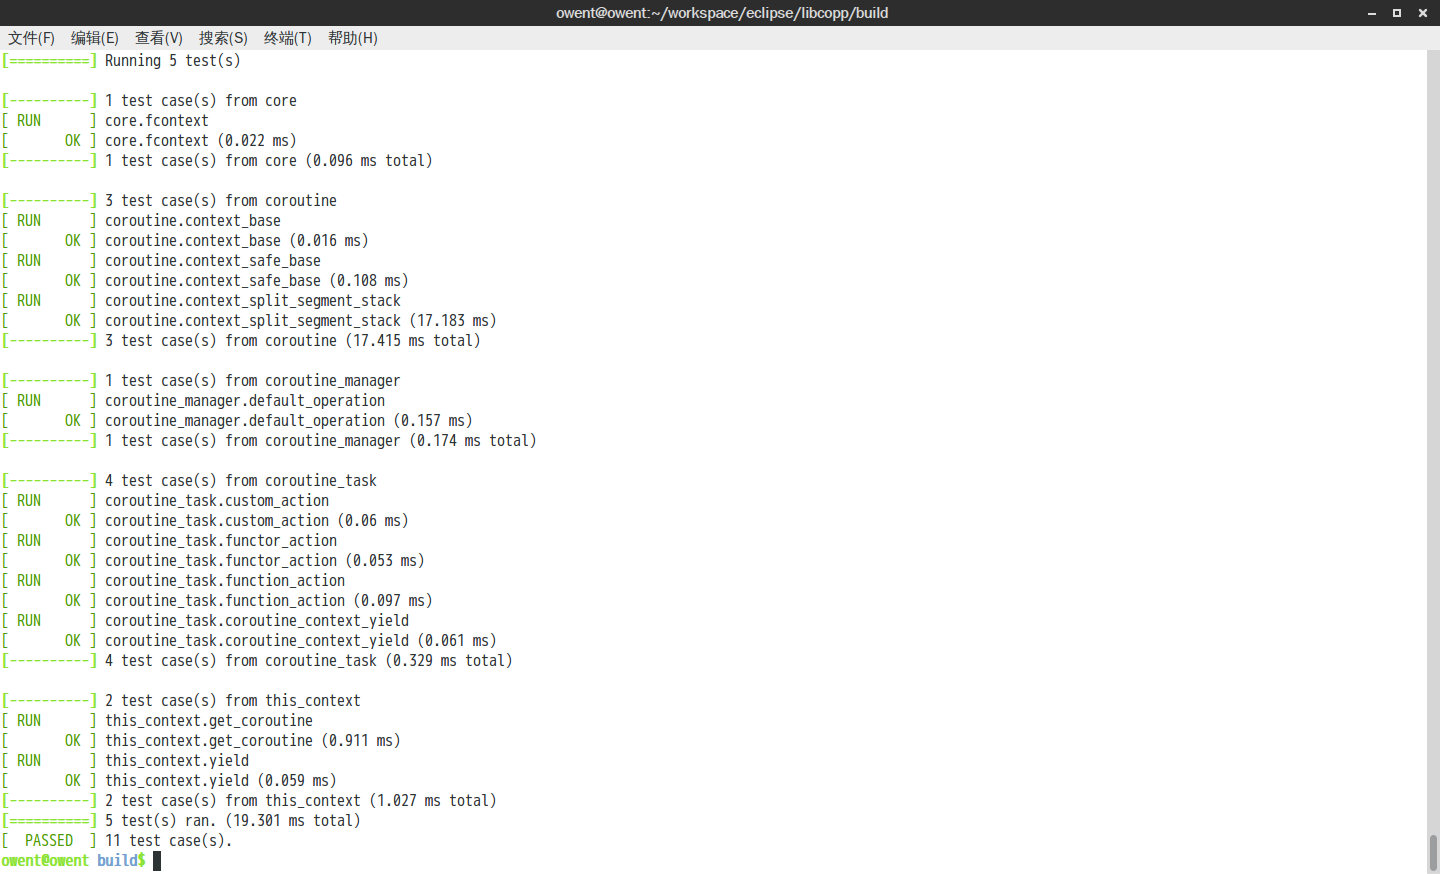 owent@owent:~/workspace/eclipse/libcopp/build
文件(F) 编辑(E) 查看(V) 搜索(S) 终端(T) 帮助(H)
[==========] Running 5 test(s)
[----------] 1 test case(s) from core
[ RUN      ] core.fcontext
[       OK ] core.fcontext (0.022 ms)
[----------] 1 test case(s) from core (0.096 ms total)
[----------] 3 test case(s) from coroutine
[ RUN      ] coroutine.context_base
[       OK ] coroutine.context_base (0.016 ms)
[ RUN      ] coroutine.context_safe_base
[       OK ] coroutine.context_safe_base (0.108 ms)
[ RUN      ] coroutine.context_split_segment_stack
[       OK ] coroutine.context_split_segment_stack (17.183 ms)
[----------] 3 test case(s) from coroutine (17.415 ms total)
[----------] 1 test case(s) from coroutine_manager
[ RUN      ] coroutine_manager.default_operation
[       OK ] coroutine_manager.default_operation (0.157 ms)
[----------] 1 test case(s) from coroutine_manager (0.174 ms total)
[----------] 4 test case(s) from coroutine_task
[ RUN      ] coroutine_task.custom_action
[       OK ] coroutine_task.custom_action (0.06 ms)
[ RUN      ] coroutine_task.functor_action
[       OK ] coroutine_task.functor_action (0.053 ms)
[ RUN      ] coroutine_task.function_action
[       OK ] coroutine_task.function_action (0.097 ms)
[ RUN      ] coroutine_task.coroutine_context_yield
[       OK ] coroutine_task.coroutine_context_yield (0.061 ms)
[----------] 4 test case(s) from coroutine_task (0.329 ms total)
[----------] 2 test case(s) from this_context
[ RUN      ] this_context.get_coroutine
[       OK ] this_context.get_coroutine (0.911 ms)
[ RUN      ] this_context.yield
[       OK ] this_context.yield (0.059 ms)
[----------] 2 test case(s) from this_context (1.027 ms total)
[==========] 5 test(s) ran. (19.301 ms total)
[  PASSED  ] 11 test case(s).
owent@owent build$